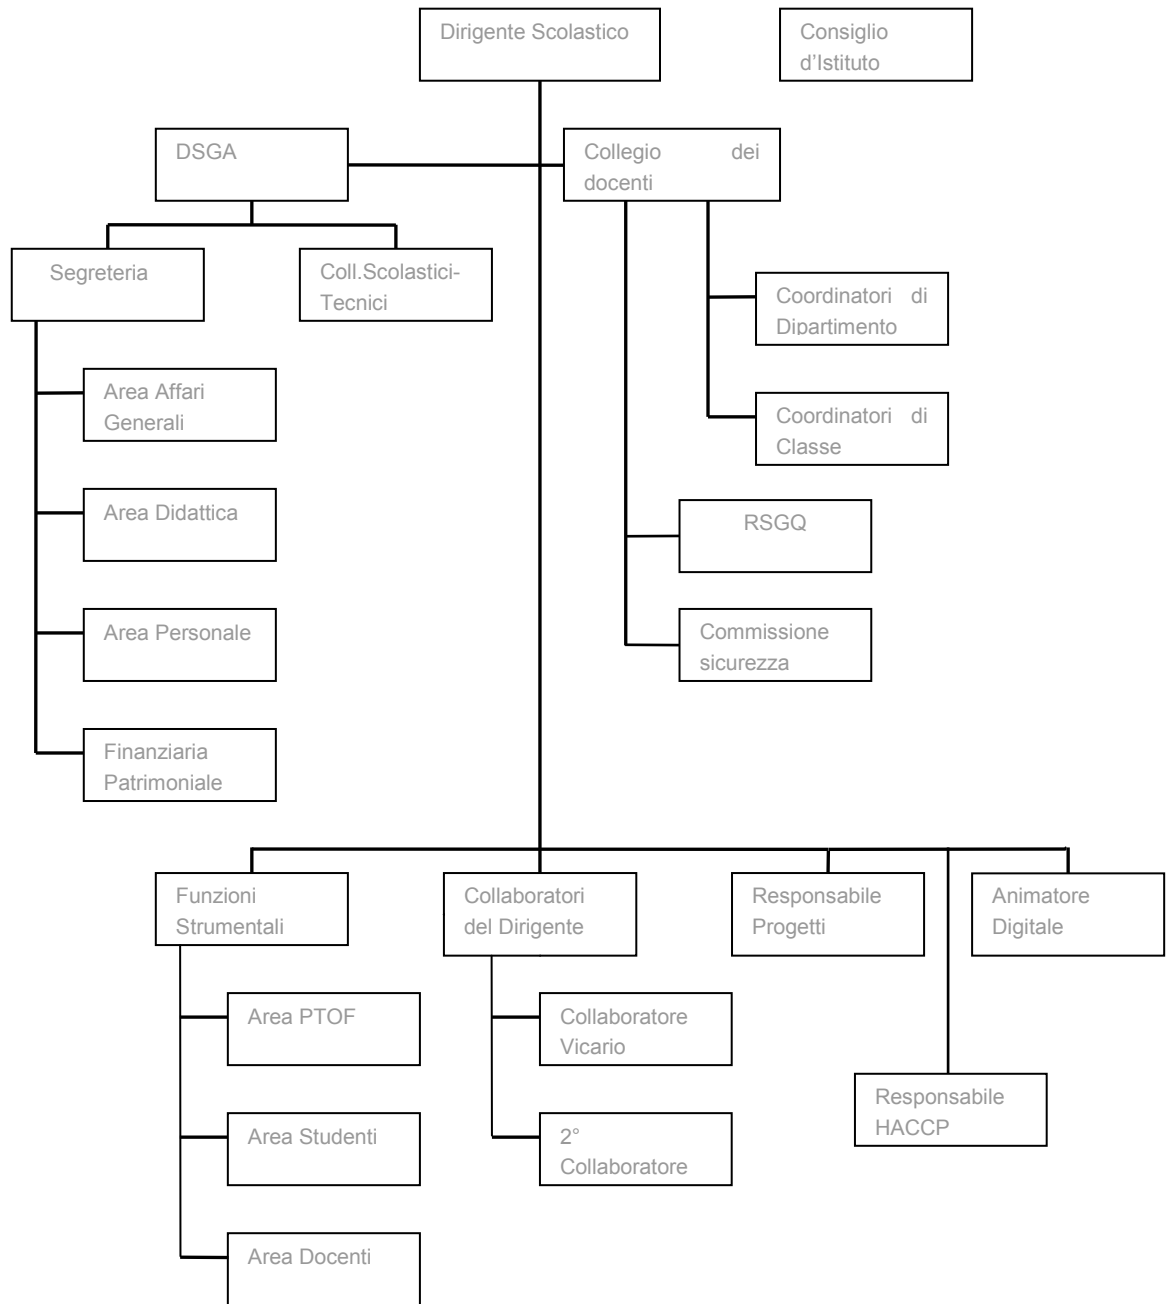 Dirigente Scolastico
Consiglio
d'Istituto
DSGA
Collegio dei
docenti
Segreteria
Coll.Scolastici-
Tecnici
Coordinatori di
Dipartimento
Area Affari
Generali
Coordinatori di
Classe
Area Didattica
RSGQ
Area Personale
Commissione
sicurezza
Finanziaria
Patrimoniale
Funzioni
Strumentali
Collaboratori
del Dirigente
Responsabile
Progetti
Animatore
Digitale
Area PTOF
Collaboratore
Vicario
Responsabile
HACCP
Area Studenti
2°
Collaboratore
Area Docenti